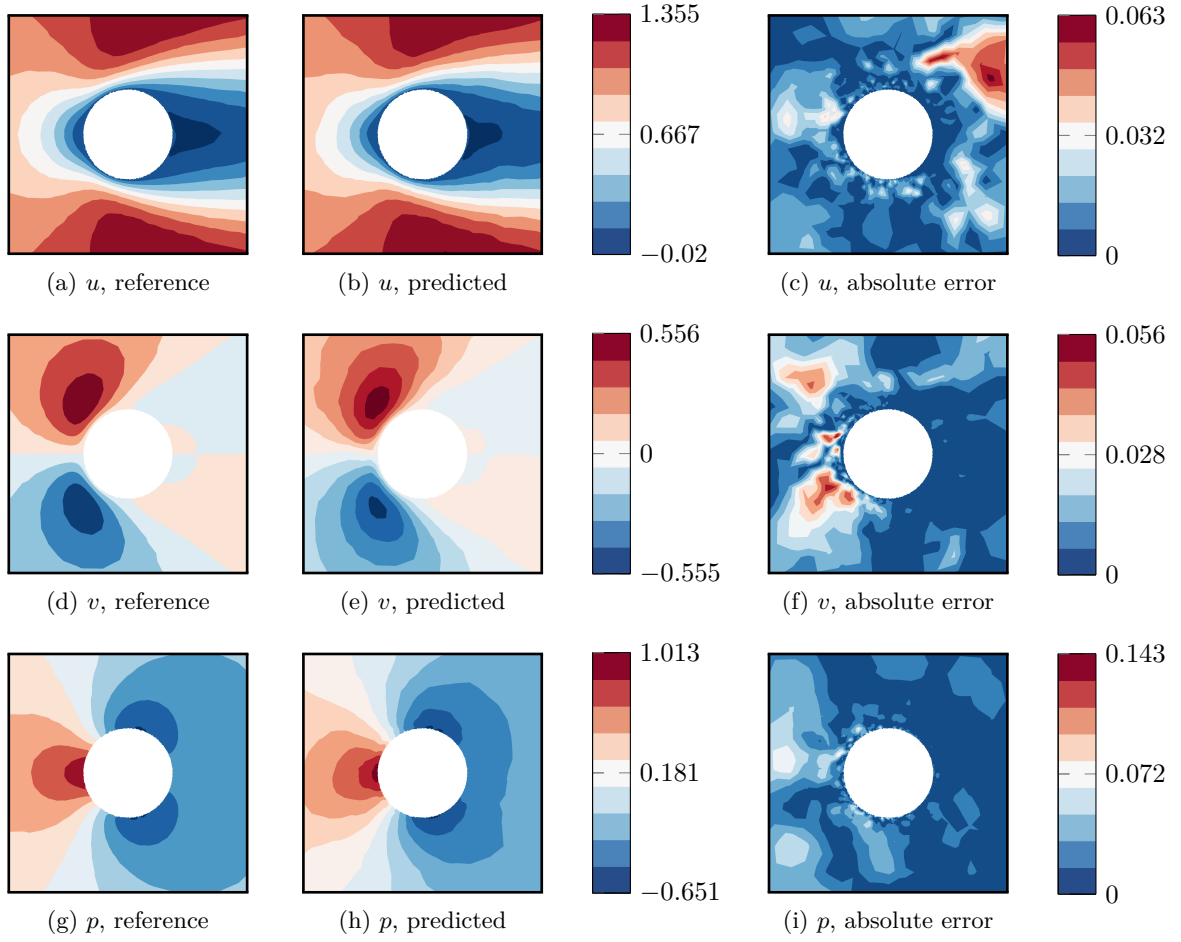 1.355
0.667
−0.02
0.063
0.032
0
(a) u, reference
(b) u, predicted
(c) u, absolute error
0.556
0
−0.555
0.056
0.028
0
(d) v, reference
(e) v, predicted
(f) v, absolute error
1.013
0.181
−0.651
0.143
0.072
0
(g) p, reference
(h) p, predicted
(i) p, absolute error